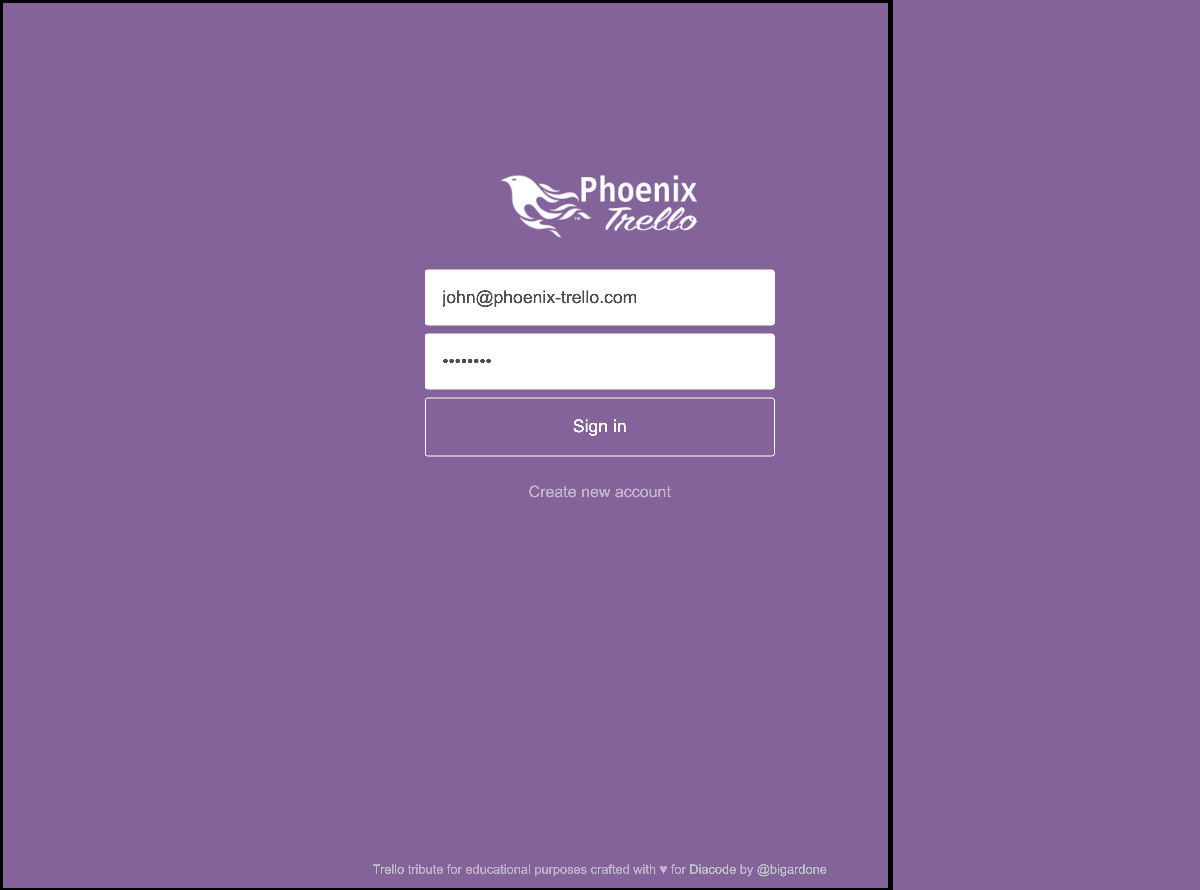 Phoenix
Trello
™
john@phoenix-trello.com
••••••••
Sign in
Create new account
Trello tribute for educational purposes crafted with ♥ for Diacode by @bigardone